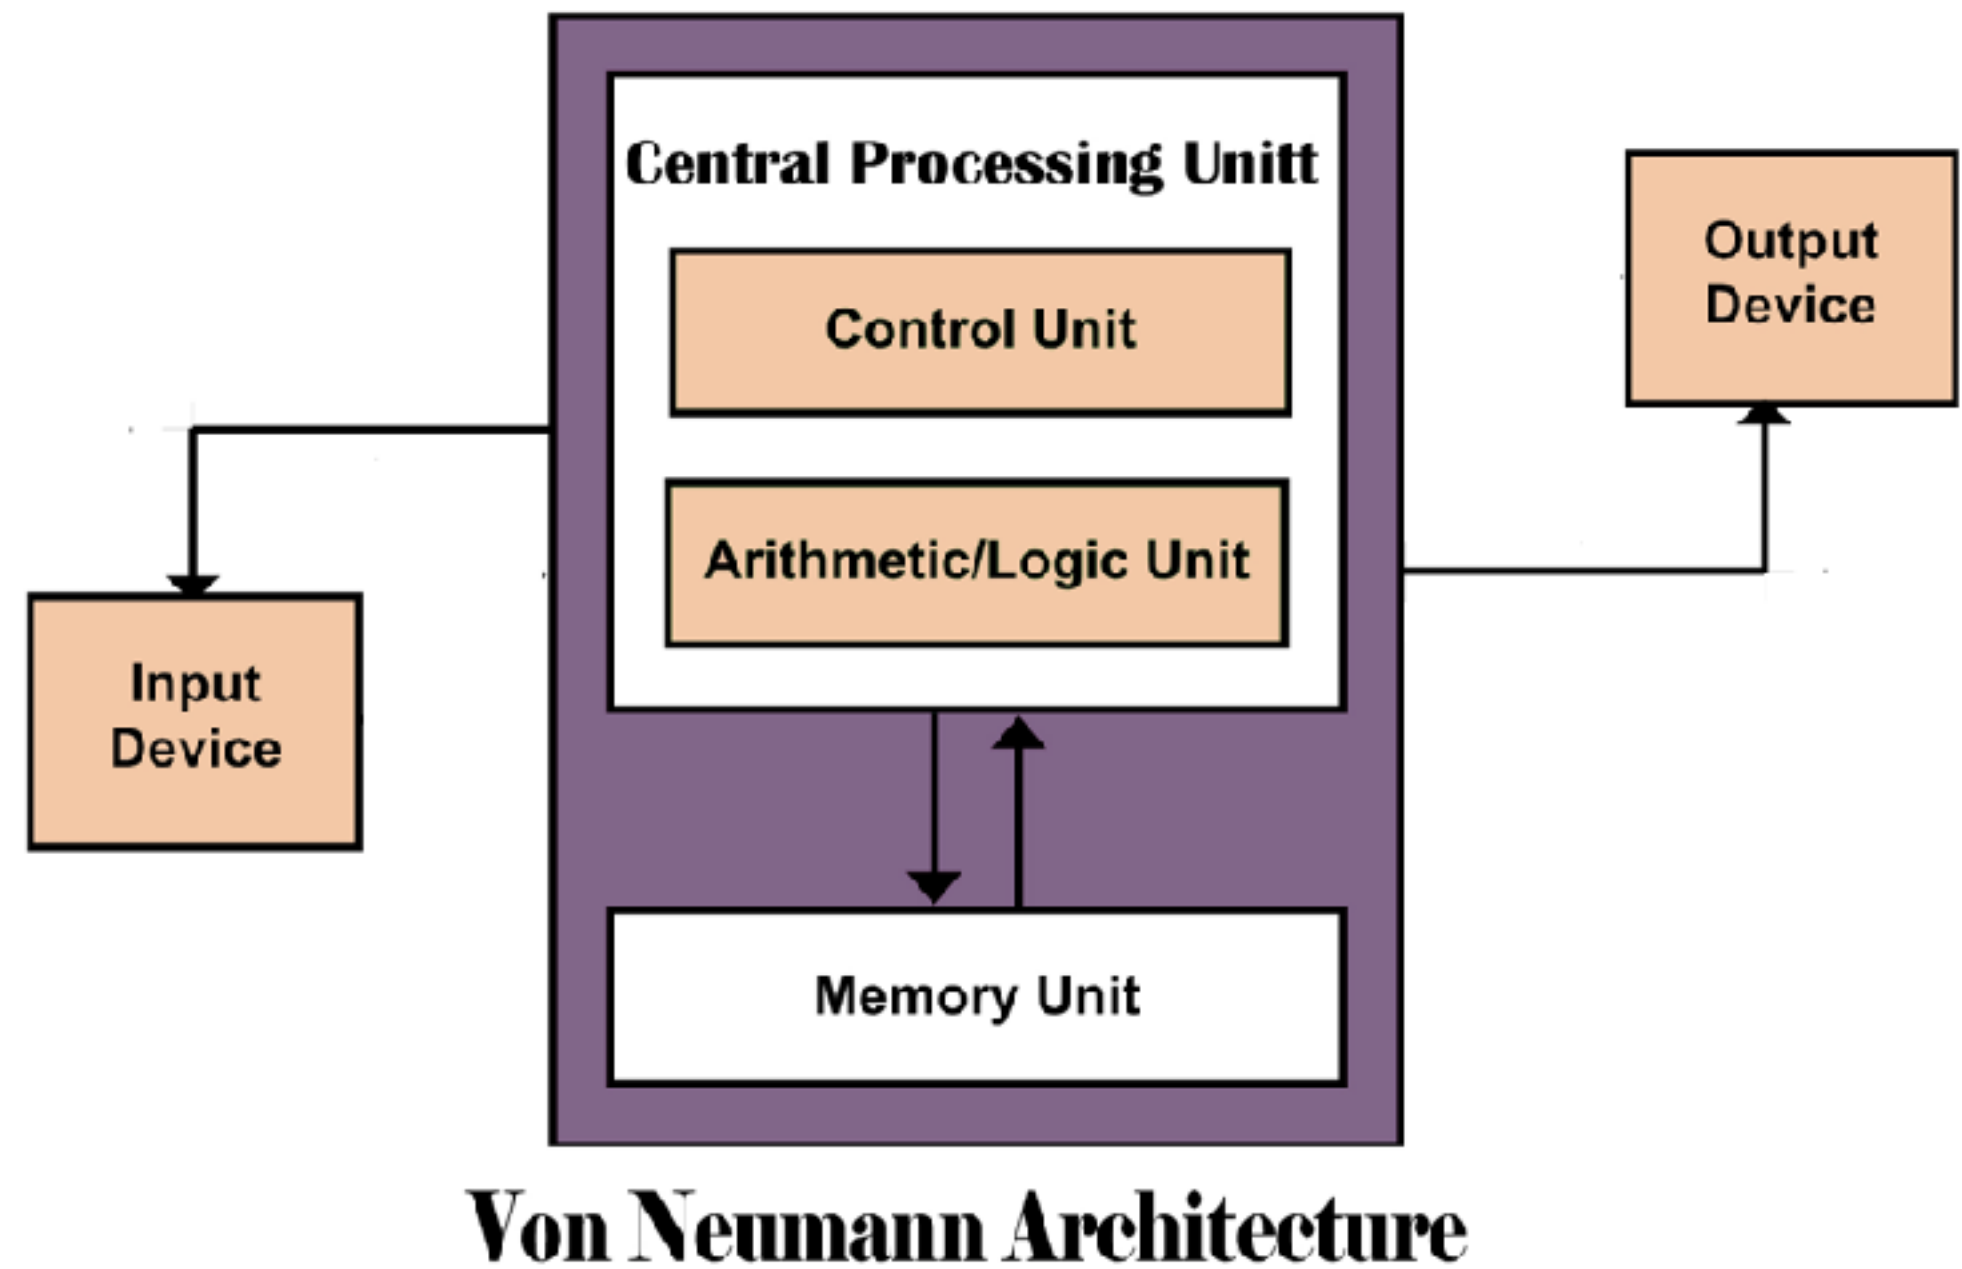 Central Processing Unitt
Control Unit
Arithmetic/Logic Unit
Output
Device
Input
Device
Memory Unit
Von Neumann Architecture